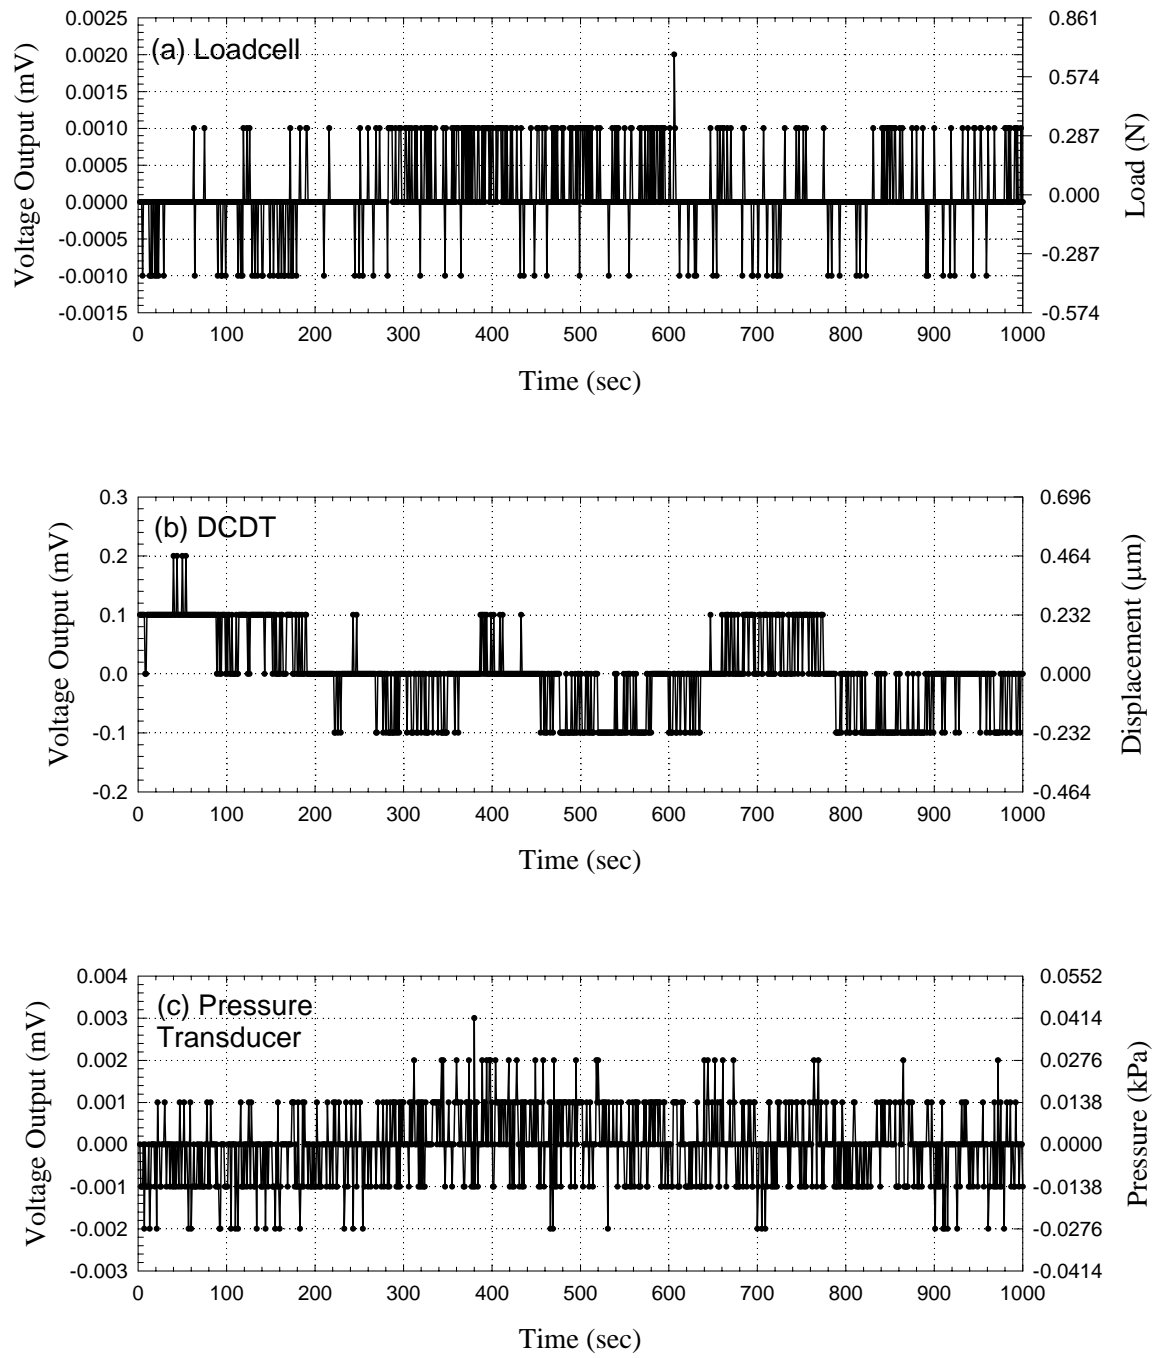 (a) Loadcell
Voltage Output (mV)
0.0025
0.0020
0.0015
0.0010
0.0005
0.0000
-0.0005
-0.0010
-0.0015
0.861
0.574
0.287
0.000
-0.287
-0.574
Load (N)
0 100 200 300 400 500 600 700 800 900 1000
Time (sec)
(b) DCDT
Voltage Output (mV)
0.3
0.2
0.1
0.0
-0.1
-0.2
0.696
0.464
0.232
0.000
-0.232
-0.464
Displacement (μm)
0 100 200 300 400 500 600 700 800 900 1000
Time (sec)
(c) Pressure
Transducer
Voltage Output (mV)
0.004
0.003
0.002
0.001
0.000
-0.001
-0.002
-0.003
0.0552
0.0414
0.0276
0.0138
0.0000
-0.0138
-0.0276
-0.0414
Pressure (kPa)
0 100 200 300 400 500 600 700 800 900 1000
Time (sec)